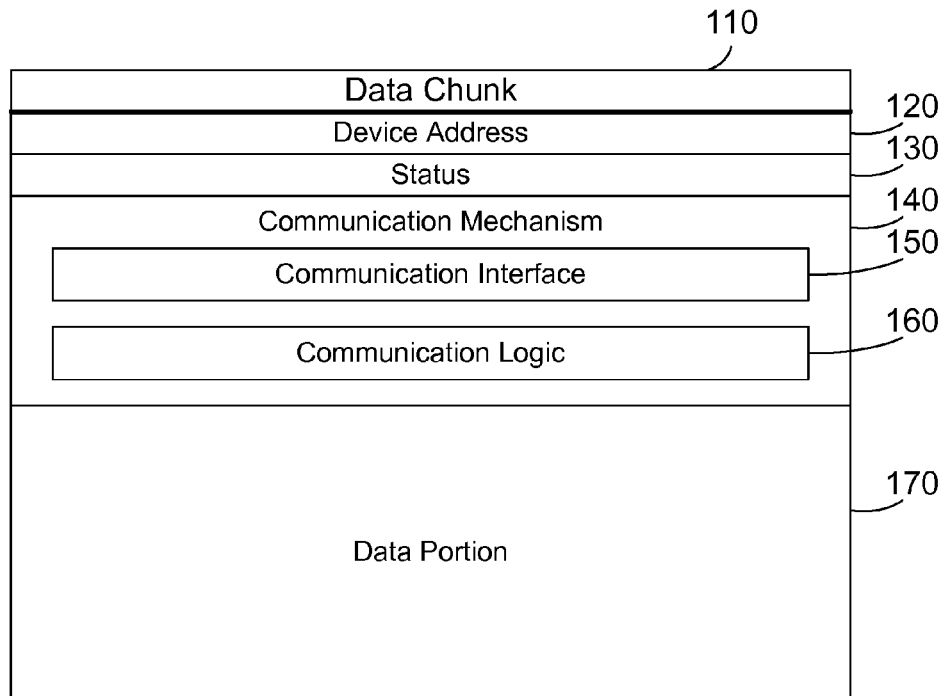 110
Data Chunk
120
Device Address
130
Status
140
Communication Mechanism
150
Communication Interface
160
Communication Logic
170
Data Portion